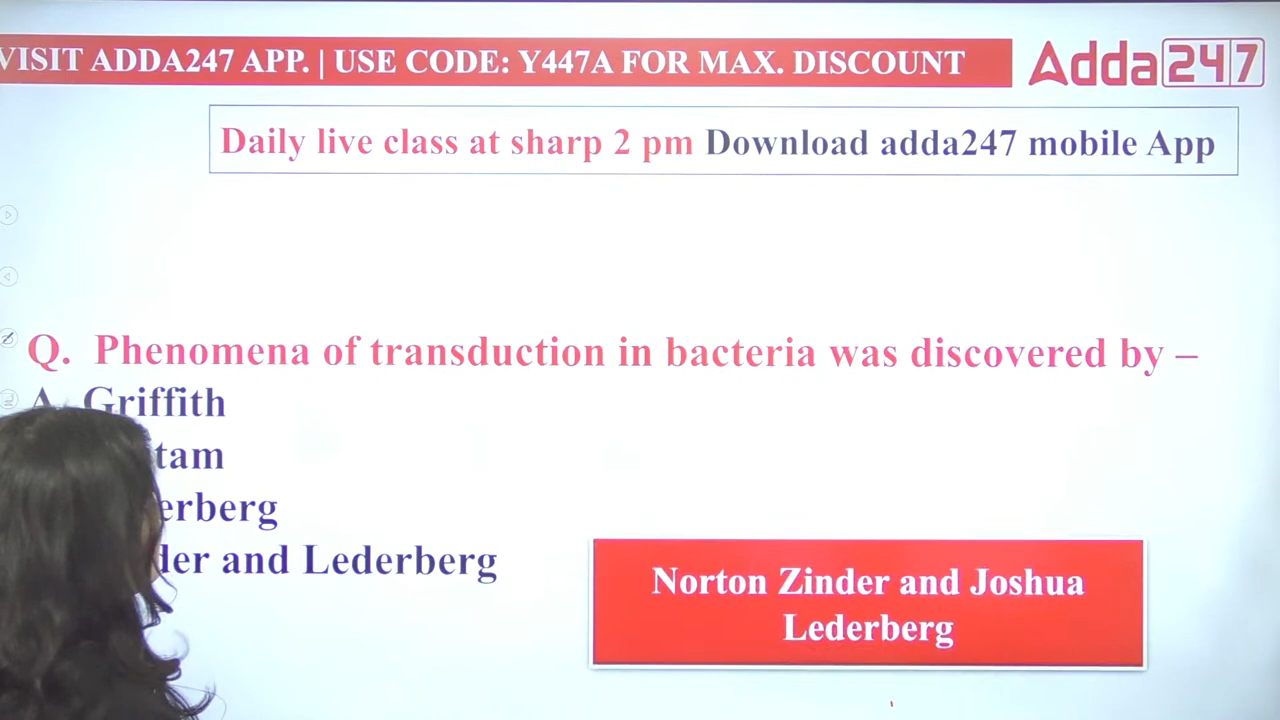 VISIT ADDA247 APP. | USE CODE: Y447A FOR MAX. DISCOUNT
Adda247
Daily live class at sharp 2 pm Download adda247 mobile App
Q. Phenomena of transduction in bacteria was discovered by –
A. Griffith
tam
erberg
der and Lederberg
Norton Zinder and Joshua
Lederberg